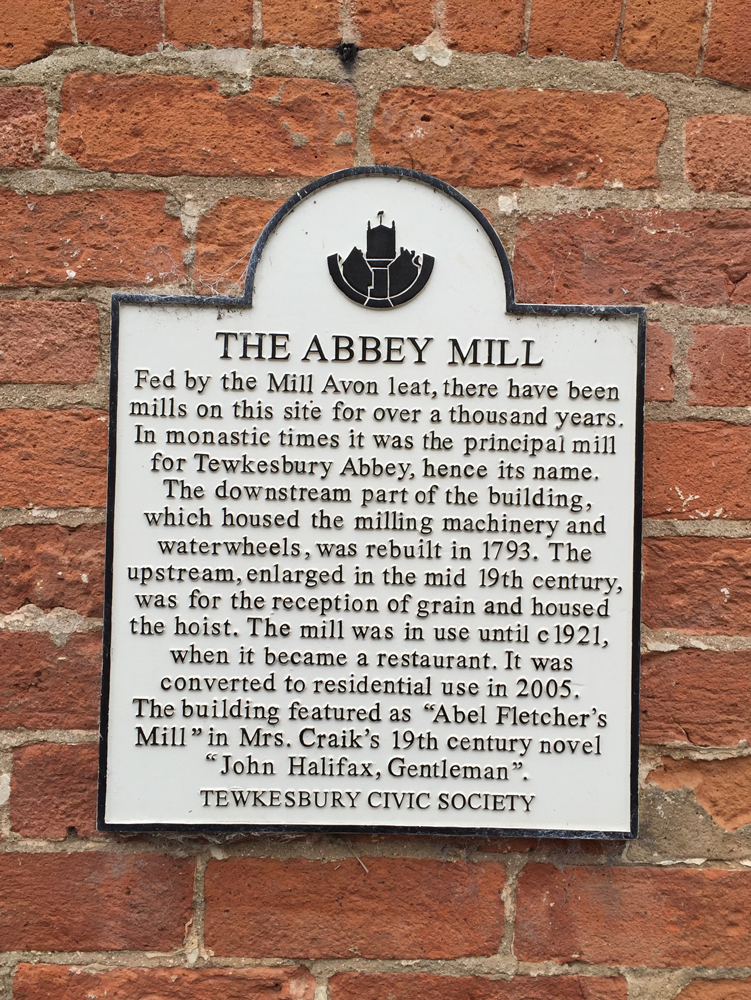 THE ABBEY MILL
Fed by the Mill Avon leat, there have been
mills on this site for over a thousand years.
In monastic times it was the principal mill
for Tewkesbury Abbey, hence its name.
The downstream part of the building,
which housed the milling machinery and
waterwheels, was rebuilt in 1793. The
upstream, enlarged in the mid 19th century,
was for the reception of grain and housed
the hoist. The mill was in use until c1921,
when it became a restaurant. It was
converted to residential use in 2005.
The building featured as “Abel Fletcher’s
Mill” in Mrs. Craik’s 19th century novel
“John Halifax, Gentleman”.
TEWKESBURY CIVIC SOCIETY